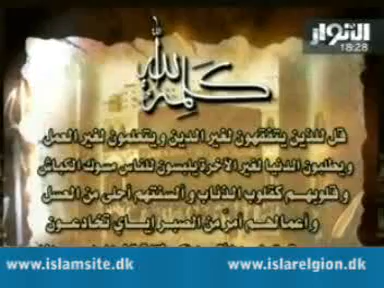 الأنوار
18:28
كلمة الله
قل للذين يتفقهون لغير الدين ويتعلمون لغير العمل
ويطلبون الدنيا لغير الآخرة يلبسون للناس مسوك الكباش
وقلوبهم كقلوب الذئاب وألسنتهم أحلى من العسل
وأعمالهم أمر من الصبر إياي تخادعون
www.islamsite.dk www.islarelgion.dk